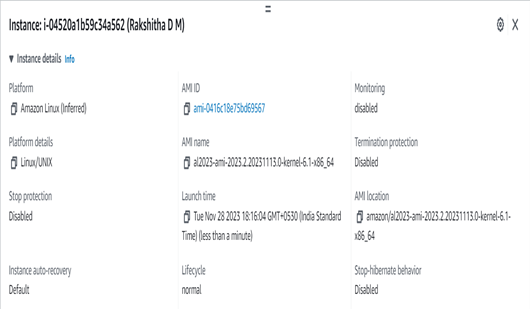 Instance: i-04520a1b59c34a562 (Rakshitha D M)
Instance details Info
Platform
Amazon Linux (Inferred)
AMI ID
ami-0416c18e75bd69567
Monitoring
disabled
Platform details
Linux/UNIX
AMI name
al2023-ami-2023.2.20231113.0-kernel-6.1-x86_64
Termination protection
Disabled
Stop protection
Disabled
Launch time
Tue Nov 28 2023 18:16:04 GMT+0530 (India Standard
Time) (less than a minute)
AMI location
amazon/al2023-ami-2023.2.20231113.0-kernel-6.1-
x86_64
Instance auto-recovery
Default
Lifecycle
normal
Stop-hibernate behavior
Disabled